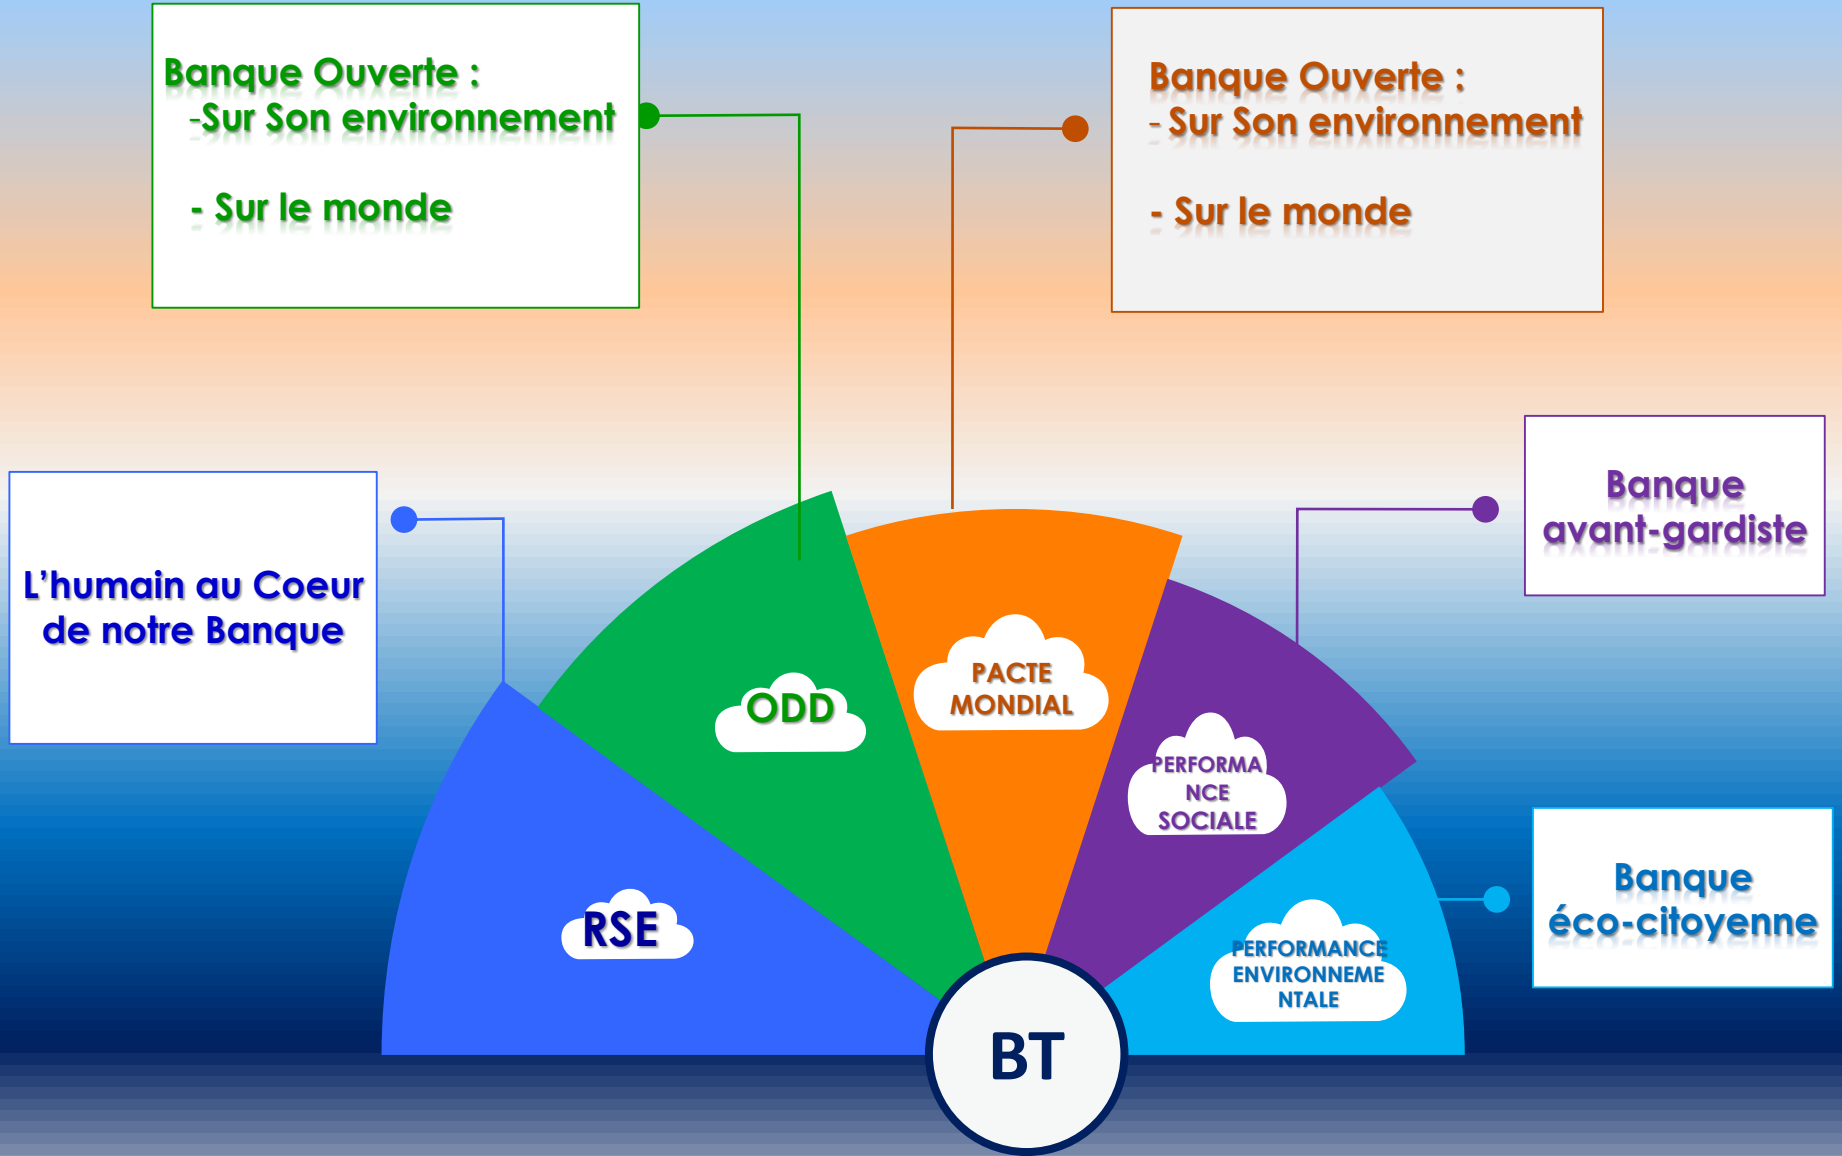 Banque Ouverte :
-Sur Son environnement
- Sur le monde
Banque Ouverte :
- Sur Son environnement
- Sur le monde
L’humain au Coeur
de notre Banque
Banque
avant-gardiste
Banque
éco-citoyenne
RSE
ODD
PACTE
MONDIAL
PERFORMA
NCE
SOCIALE
PERFORMANCE
ENVIRONNEME
NTALE
BT